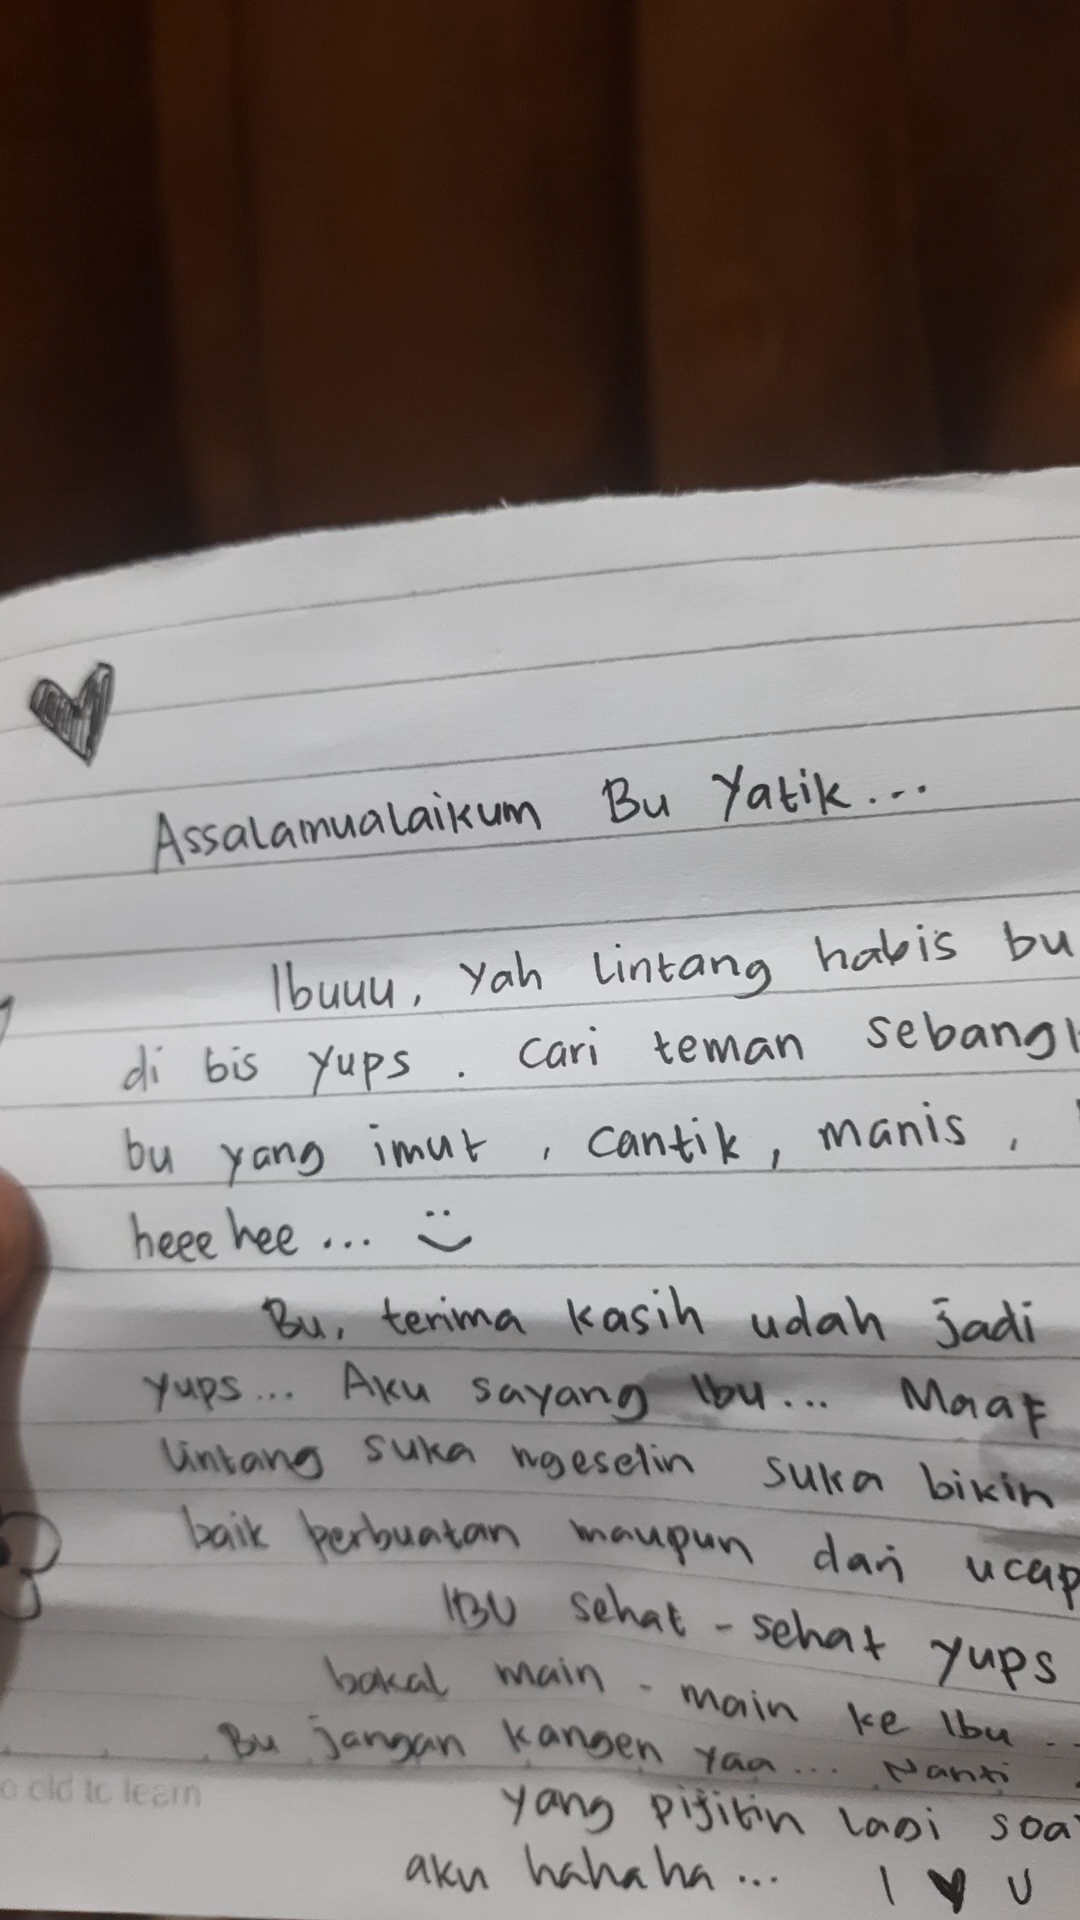 Assalamualaikum Bu Yatik...
Ibuuu, Yah Lintang habis bu
di bis yups . Cari teman sebang
bu yang imut , cantik , manis ,
heee hee ...
Bu, terima kasih udah jadi
yups... Aku sayang Ibu... Maaf
Lintang suka ngeselin suka bikin
baik perbuatan maupun dari ucap
IBU sehat - sehat yups
bakal main - main ke Ibu ..
Bu jangan kangen yaa ... Nanti
o old to learn
yang pijitin lagi soa
aku hahaha ... I ♥ U